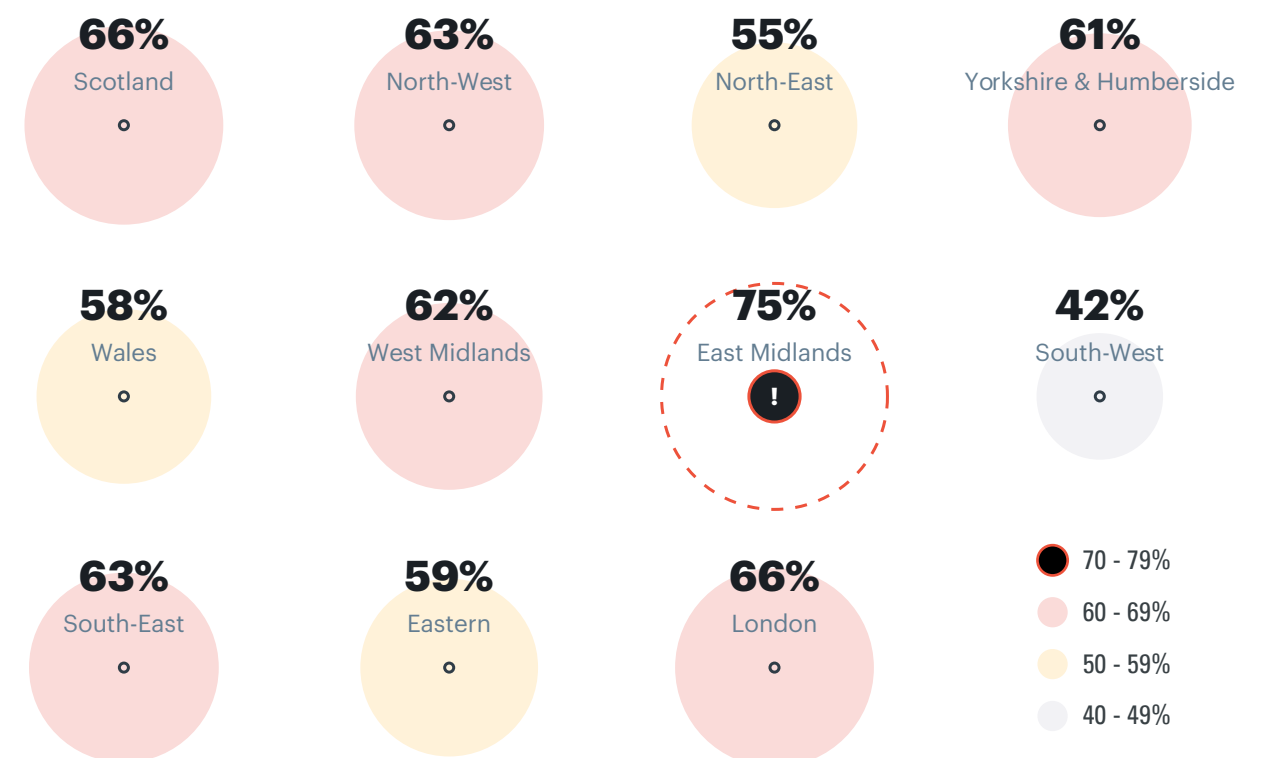 66%
Scotland
63%
North-West
55%
North-East
61%
Yorkshire & Humberside
58%
Wales
62%
West Midlands
75%
East Midlands
!
42%
South-West
63%
South-East
59%
Eastern
66%
London
70 - 79%
60 - 69%
50 - 59%
40 - 49%